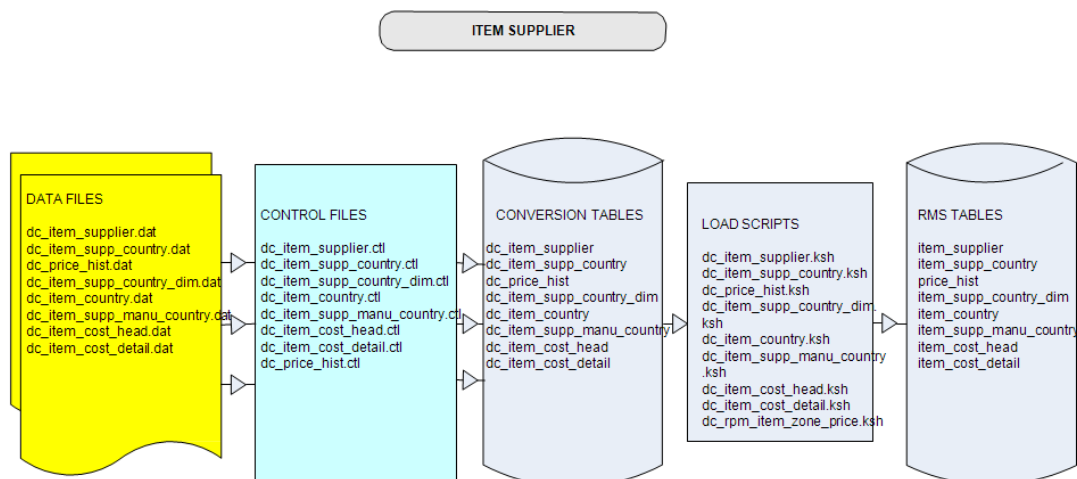 ITEM SUPPLIER
DATA FILES
dc_item_supplier.dat
dc_item_supp_country.dat
dc_price_hist.dat
dc_item_supp_country_dim.dat
dc_item_country.dat
dc_item_supp_manu_country.dat
dc_item_cost_head.dat
dc_item_cost_detail.dat
CONTROL FILES
dc_item_supplier.ctl
dc_item_supp_country.ctl
dc_item_supp_country_dim.ctl
dc_item_country.ctl
dc_item_supp_manu_country.ctl
dc_item_cost_head.ctl
dc_item_cost_detail.ctl
dc_price_hist.ctl
CONVERSION TABLES
dc_item_supplier
dc_item_supp_country
dc_price_hist
dc_item_supp_country_dim
dc_item_country
dc_item_supp_manu_country
dc_item_cost_head
dc_item_cost_detail
LOAD SCRIPTS
dc_item_supplier.ksh
dc_item_supp_country.ksh
dc_price_hist.ksh
dc_item_supp_country_dim.
ksh
dc_item_country.ksh
dc_item_supp_manu_country
.ksh
dc_item_cost_head.ksh
dc_item_cost_detail.ksh
dc_rpm_item_zone_price.ksh
RMS TABLES
item_supplier
item_supp_country
price_hist
item_supp_country_dim
item_country
item_supp_manu_country
item_cost_head
item_cost_detail